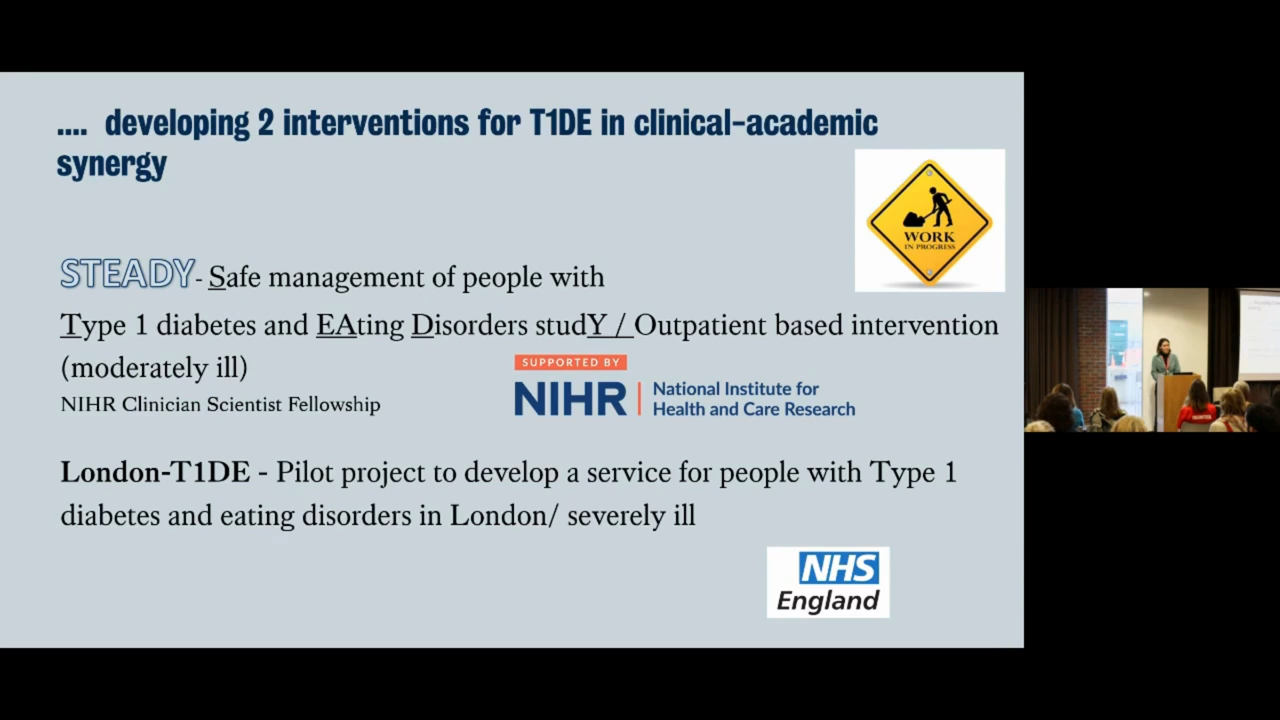 .... developing 2 interventions for T1DE in clinical-academic
synergy
WORK
IN PROGRESS
STEADY- Safe management of people with
Type 1 diabetes and EAting Disorders studY / Outpatient based intervention
(moderately ill)
SUPPORTED BY
NIHR | National Institute for
Health and Care Research
NIHR Clinician Scientist Fellowship
London-T1DE - Pilot project to develop a service for people with Type 1
diabetes and eating disorders in London/ severely ill
NHS
England